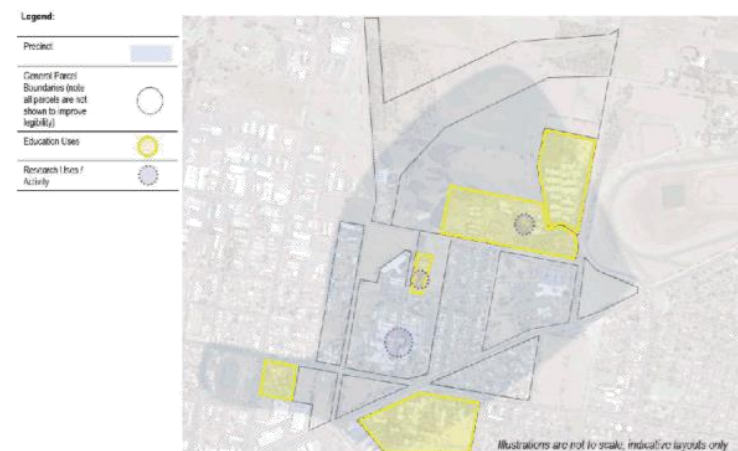 Legend:
Precinct
General Parcel
Boundaries (note
all parcels are not
shown to improve
legibility)
Education Uses
Research Uses /
Activity
Illustrations are not to scale, indicative layouts only